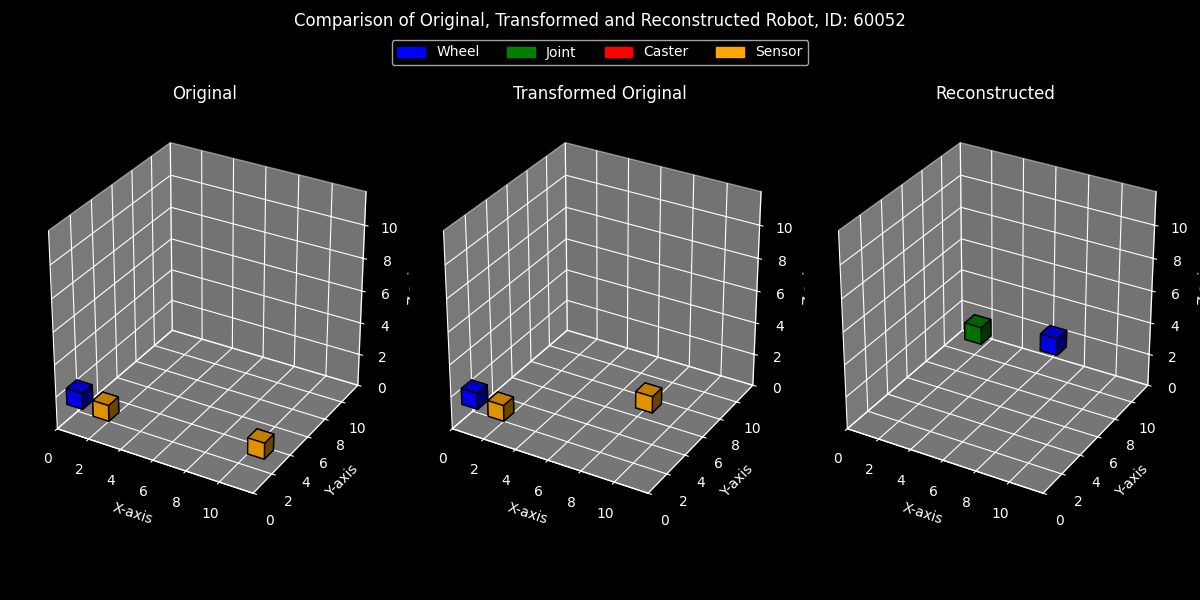 Comparison of Original, Transformed and Reconstructed Robot, ID: 60052
Wheel Joint Caster Sensor
Original Transformed Original Reconstructed
10 10 10
8 8 8
6 6 6
4 4 4
2 2 2
0 0 0
0 2 4 6 8 10 0 2 4 6 8 10 0 2 4 6 8 10
0 2 4 6 8 10 0 2 4 6 8 10 0 2 4 6 8 10
X-axis Y-axis X-axis Y-axis X-axis Y-axis